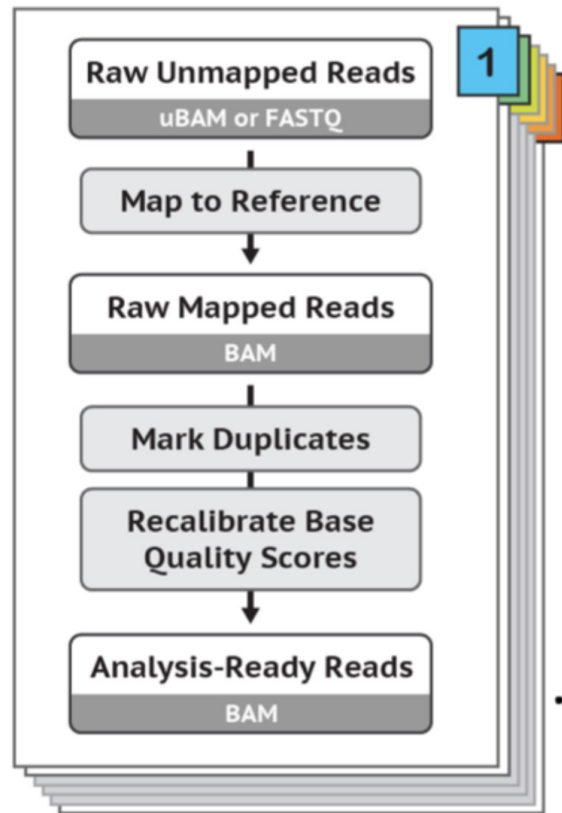 1
Raw Unmapped Reads
uBAM or FASTQ
Map to Reference
Raw Mapped Reads
BAM
Mark Duplicates
Recalibrate Base
Quality Scores
Analysis-Ready Reads
BAM